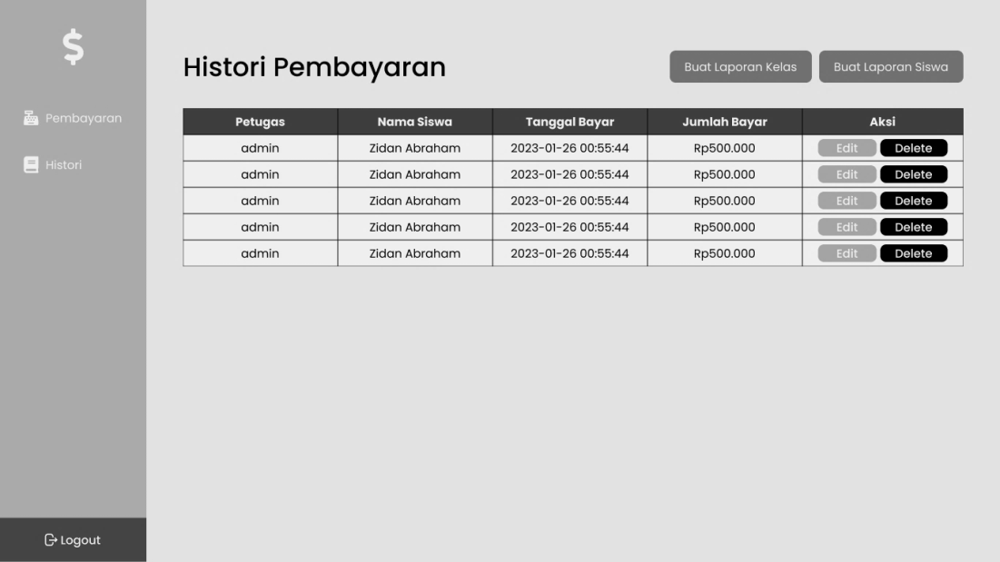 $
Pembayaran
Histori
Logout
Histori Pembayaran
Buat Laporan Kelas Buat Laporan Siswa
Petugas Nama Siswa Tanggal Bayar Jumlah Bayar Aksi
admin Zidan Abraham 2023-01-26 00:55:44 Rp500.000 Edit Delete
admin Zidan Abraham 2023-01-26 00:55:44 Rp500.000 Edit Delete
admin Zidan Abraham 2023-01-26 00:55:44 Rp500.000 Edit Delete
admin Zidan Abraham 2023-01-26 00:55:44 Rp500.000 Edit Delete
admin Zidan Abraham 2023-01-26 00:55:44 Rp500.000 Edit Delete